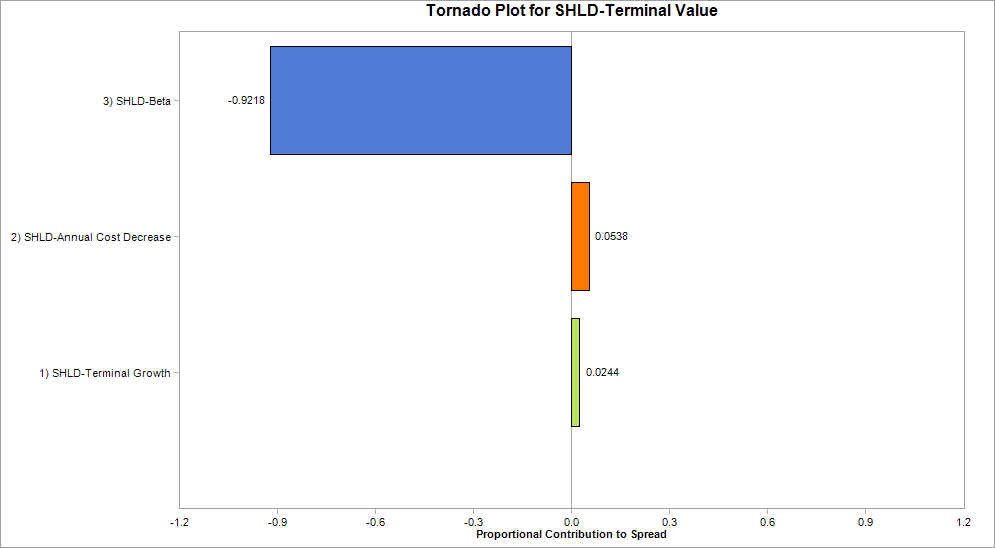 Tornado Plot for SHLD-Terminal Value
3) SHLD-Beta
-0.9218
2) SHLD-Annual Cost Decrease
0.0538
1) SHLD-Terminal Growth
0.0244
-1.2 -0.9 -0.6 -0.3 0.0 0.3 0.6 0.9 1.2
Proportional Contribution to Spread